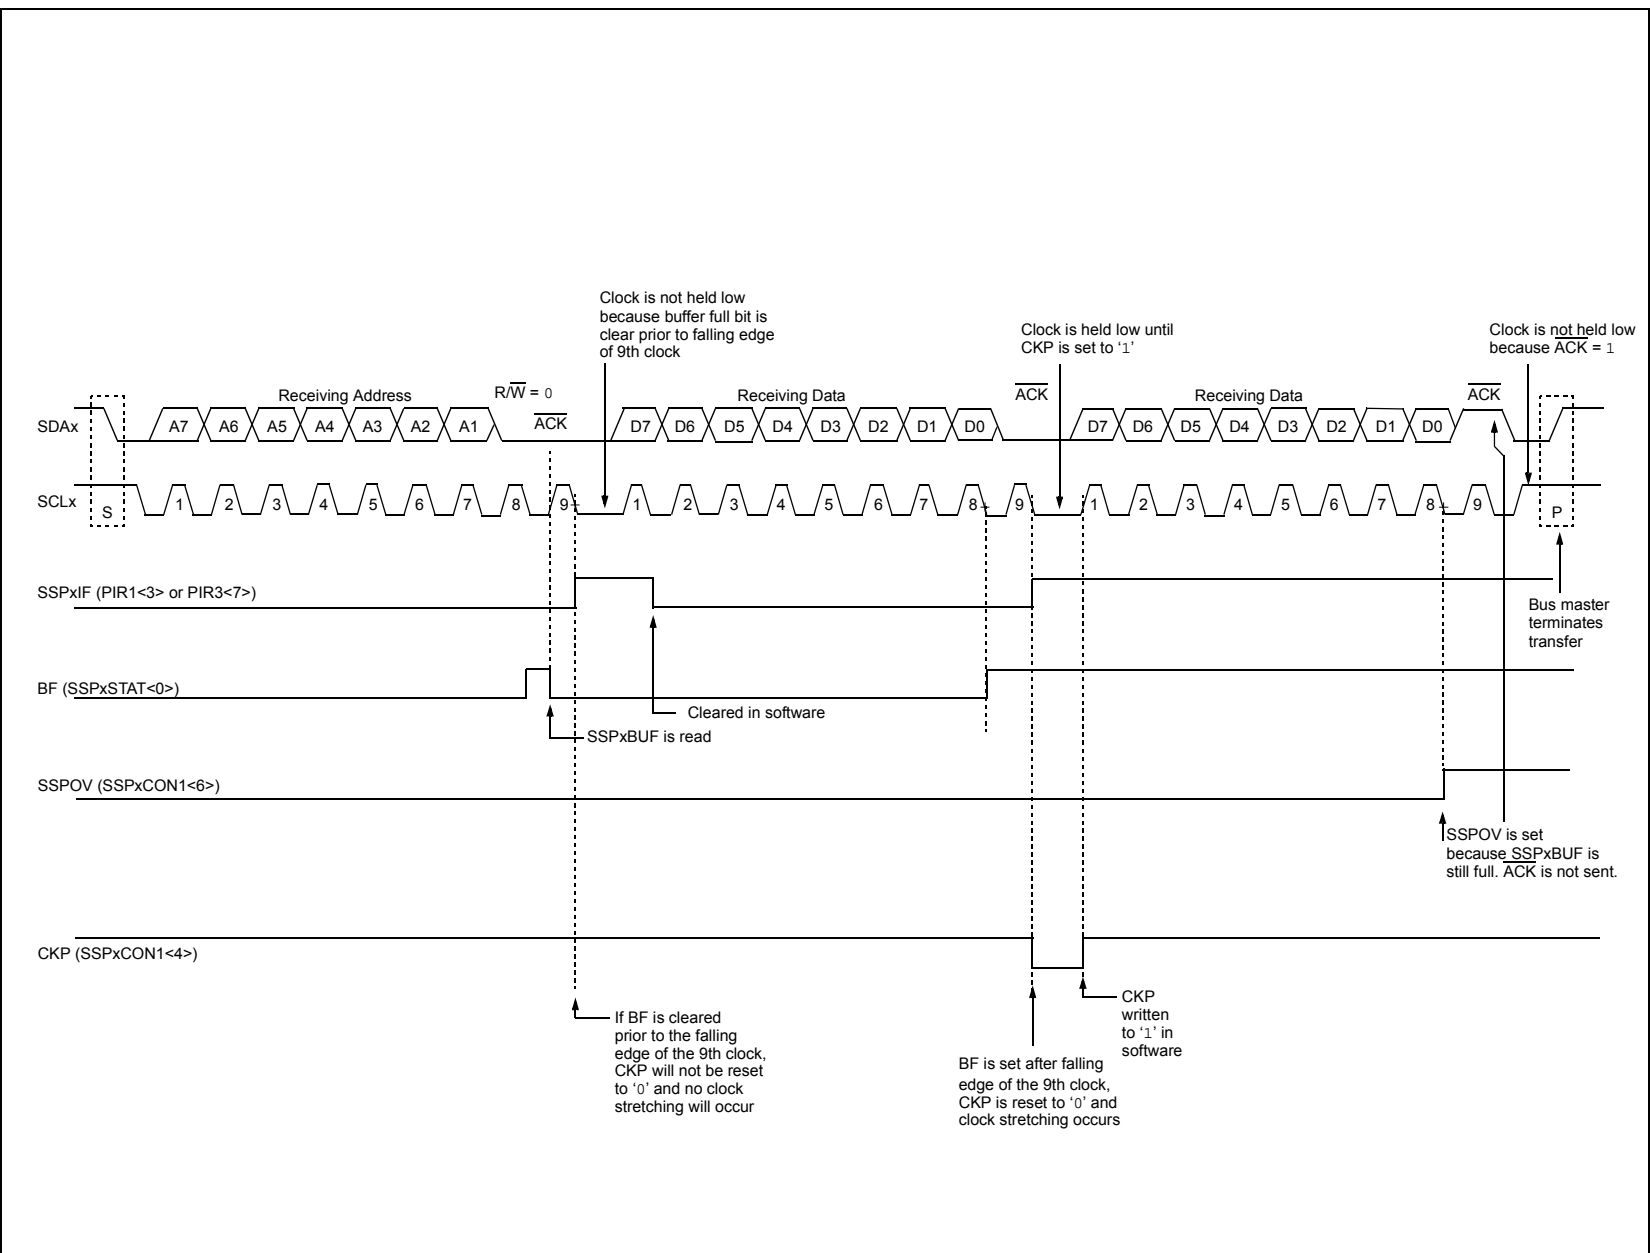 Clock is not held low
because buffer full bit is
clear prior to falling edge
of 9th clock
Clock is held low until
CKP is set to ‘1’
Clock is not held low
because ACK = 1
Receiving Address
R/W = 0
ACK
Receiving Data
ACK
Receiving Data
ACK
SDAx
A7 A6 A5 A4 A3 A2 A1
D7 D6 D5 D4 D3 D2 D1 D0
D7 D6 D5 D4 D3 D2 D1 D0
SCLx
S
1 2 3 4 5 6 7 8 9
1 2 3 4 5 6 7 8 9
1 2 3 4 5 6 7 8 9
P
SSPxIF (PIR1<3> or PIR3<7>)
Bus master
terminates
transfer
BF (SSPxSTAT<0>)
Cleared in software
SSPxBUF is read
SSPOV (SSPxCON1<6>)
SSPOV is set
because SSPxBUF is
still full. ACK is not sent.
CKP (SSPxCON1<4>)
If BF is cleared
prior to the falling
edge of the 9th clock,
CKP will not be reset
to ‘0’ and no clock
stretching will occur
BF is set after falling
edge of the 9th clock,
CKP is reset to ‘0’ and
clock stretching occurs
CKP
written
to ‘1’ in
software